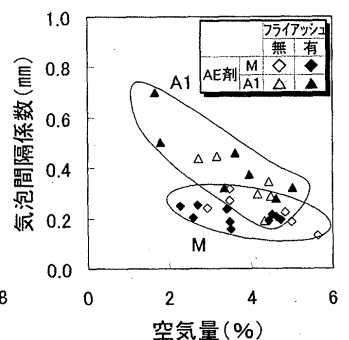 フライアッシュ
無 有
AE剤 M ◇ ◆
A1 △ ▲
1.0
0.8
0.6
0.4
0.2
0.0
気泡間隔係数(mm)
A1
M
8
0 2 4 6
空気量(%)